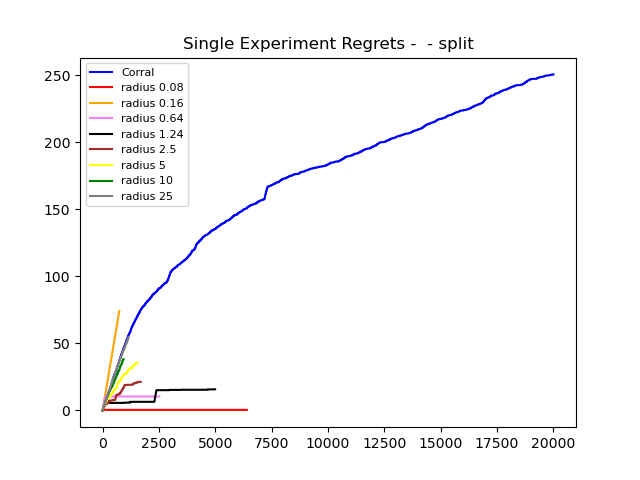 Single Experiment Regrets -  - split
250
200
150
100
50
0
Corral
radius 0.08
radius 0.16
radius 0.64
radius 1.24
radius 2.5
radius 5
radius 10
radius 25
0 2500 5000 7500 10000 12500 15000 17500 20000